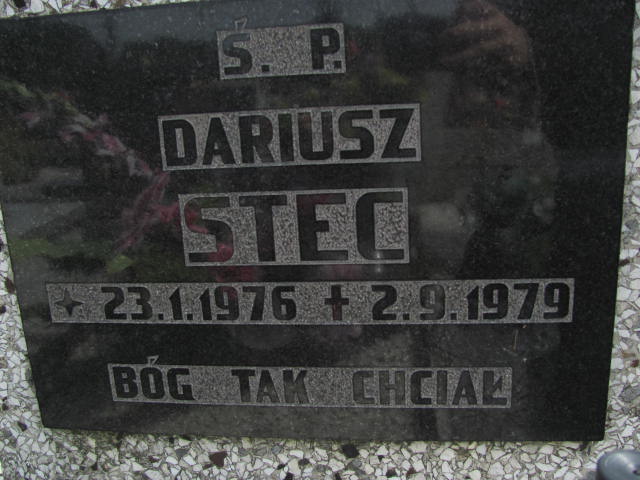 Ś. P.
DARIUSZ
STEC
23.1.1976 † 2.9.1979
BÓG TAK CHCIAŁ